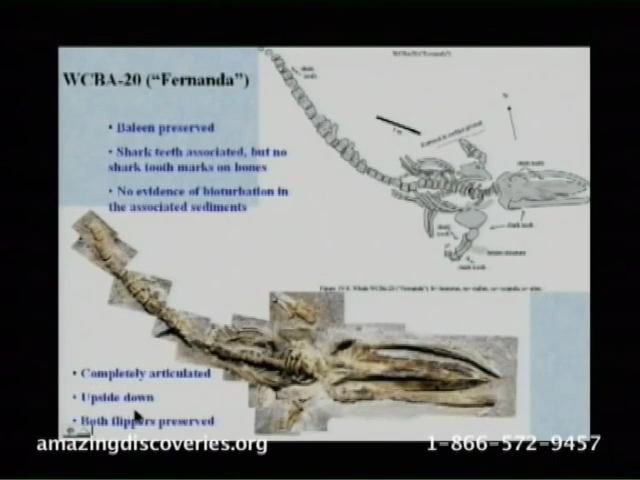 WCBA-20 ("Fernanda")
• Baleen preserved
• Shark teeth associated, but no
shark tooth marks on bones
• No evidence of bioturbation in
the associated sediments
• Completely articulated
• Upside down
• Both flippers preserved
amazingdiscoveries.org
1-866-572-9457